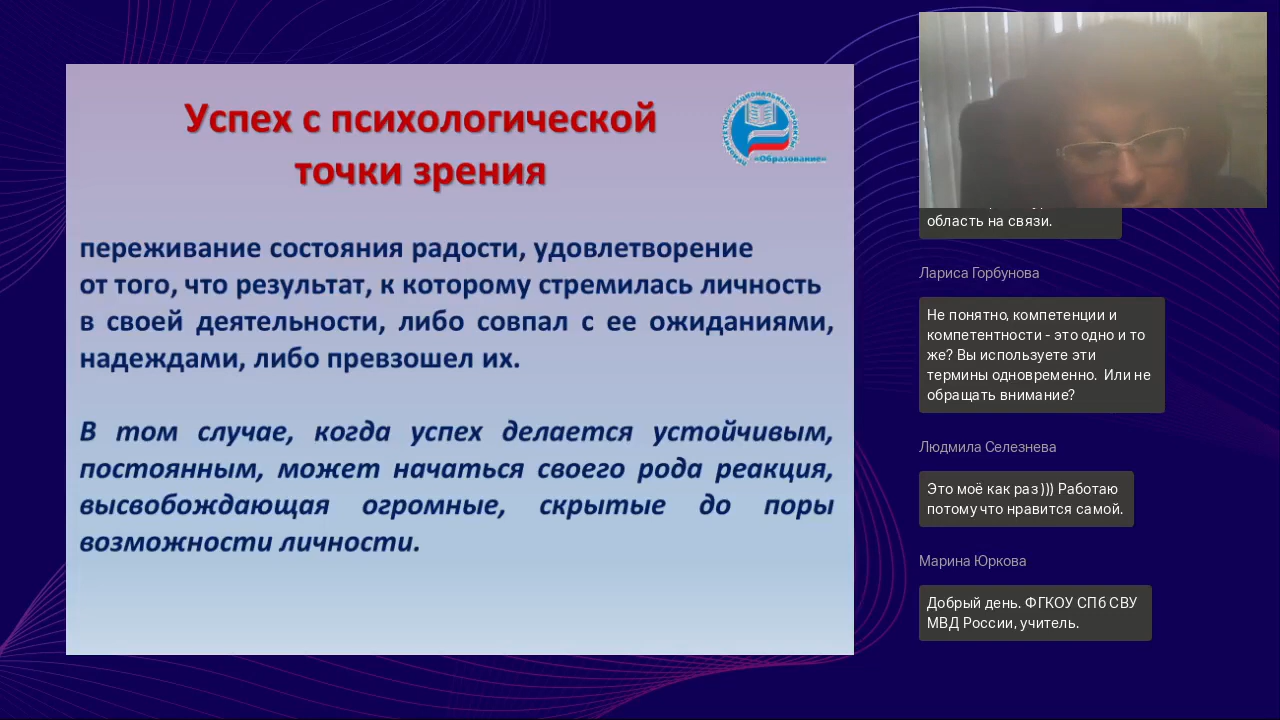 Успех с психологической
точки зрения
ПРИОРИТЕТНЫЕ НАЦИОНАЛЬНЫЕ ПРОЕКТЫ
«Образование»
переживание состояния радости, удовлетворение
от того, что результат, к которому стремилась личность
в своей деятельности, либо совпал с ее ожиданиями,
надеждами, либо превзошел их.
В том случае, когда успех делается устойчивым,
постоянным, может начаться своего рода реакция,
высвобождающая огромные, скрытые до поры
возможности личности.
область на связи.
Лариса Горбунова
Не понятно, компетенции и
компетентности - это одно и то
же? Вы используете эти
термины одновременно. Или не
обращать внимание?
Людмила Селезнева
Это моё как раз ))) Работаю
потому что нравится самой.
Марина Юркова
Добрый день. ФГКОУ СПб СВУ
МВД России, учитель.